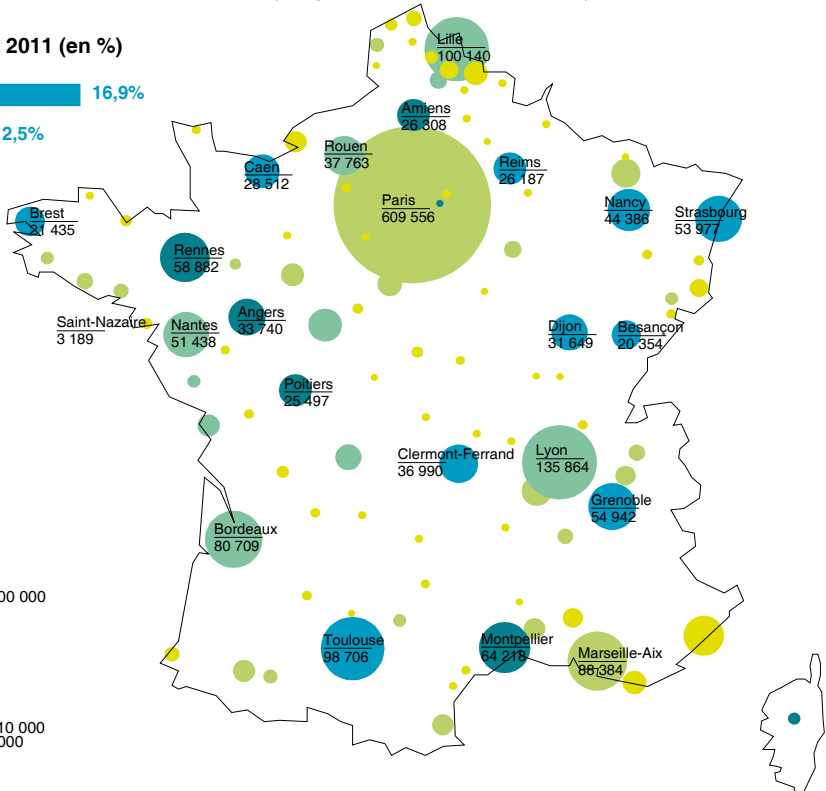 2011 (en %)
16,9%
2,5%
Lille
100 140
Amiens
26 308
Rouen
37 763
Caen
28 512
Reims
26 187
Paris
609 556
Nancy
44 386
Strasbourg
53 977
Brest
21 435
Rennes
58 882
Saint-Nazaire
3 189
Nantes
51 438
Angers
33 740
Dijon
31 649
Besançon
20 354
Poitiers
25 497
Clermont-Ferrand
36 990
Lyon
135 864
Grenoble
54 942
Bordeaux
80 709
00 000
Toulouse
98 706
Montpellier
64 218
Marseille-Aix
88 384
10 000
000